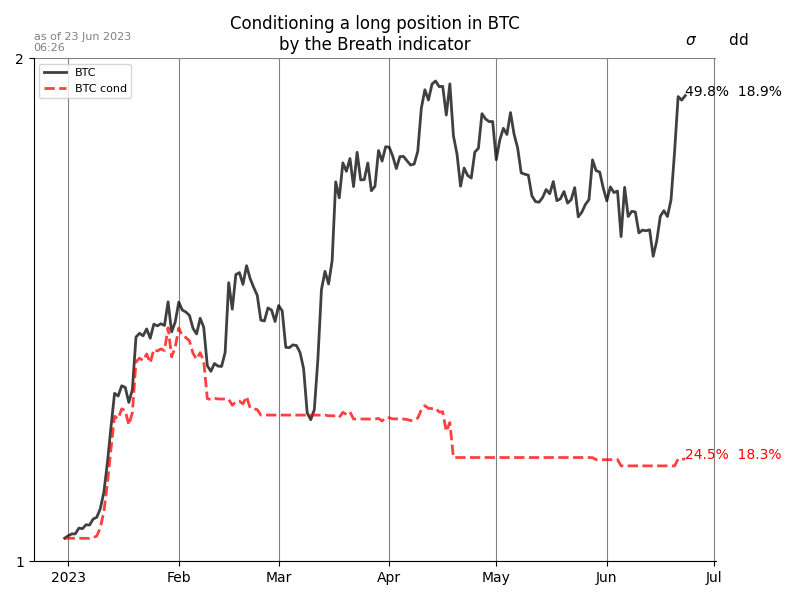 Conditioning a long position in BTC
by the Breath indicator
as of 23 Jun 2023
06:26
σ dd
2
BTC
BTC cond
49.8% 18.9%
24.5% 18.3%
1
2023 Feb Mar Apr May Jun Jul